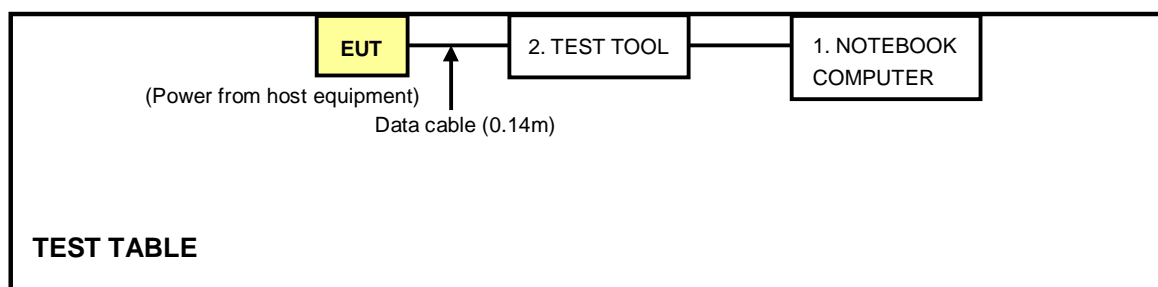 EUT
2. TEST TOOL
1. NOTEBOOK
COMPUTER
(Power from host equipment)
Data cable (0.14m)
TEST TABLE